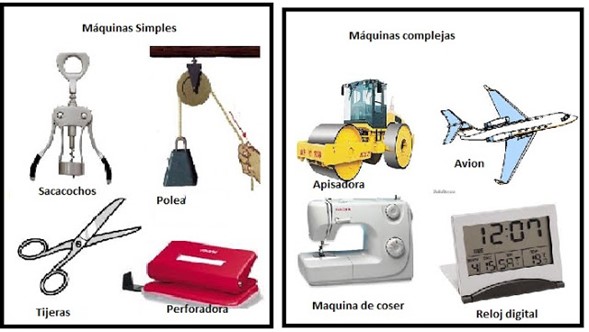 Máquinas Simples
Sacacochos
Polea
Tijeras
Perforadora
Máquinas complejas
Apisadora
Avion
Maquina de coser
Reloj digital
12:07